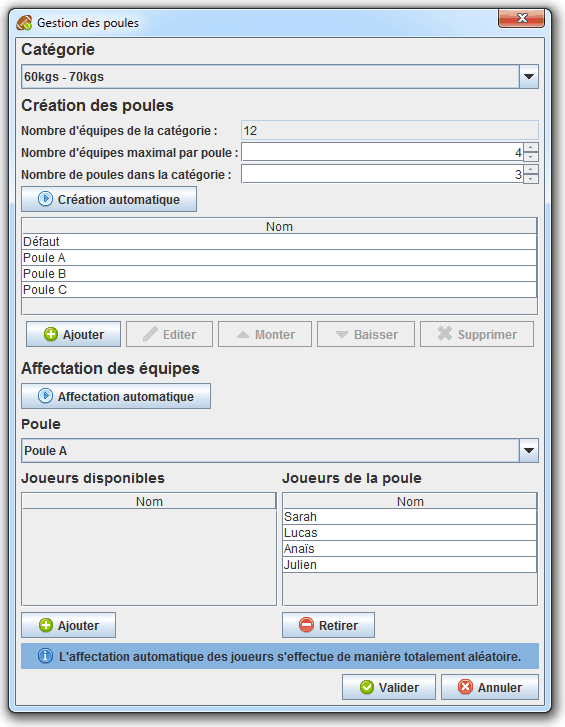 Gestion des poules
Catégorie
60kgs - 70kgs
Création des poules
Nombre d'équipes de la catégorie : 12
Nombre d'équipes maximal par poule : 4
Nombre de poules dans la catégorie : 3
Création automatique
Nom
Défaut
Poule A
Poule B
Poule C
Ajouter Editer Monter Baisser Supprimer
Affectation des équipes
Affectation automatique
Poule
Poule A
Joueurs disponibles Joueurs de la poule
Nom Nom
Sarah
Lucas
Anaïs
Julien
Ajouter Retirer
L'affectation automatique des joueurs s'effectue de manière totalement aléatoire.
Valider Annuler